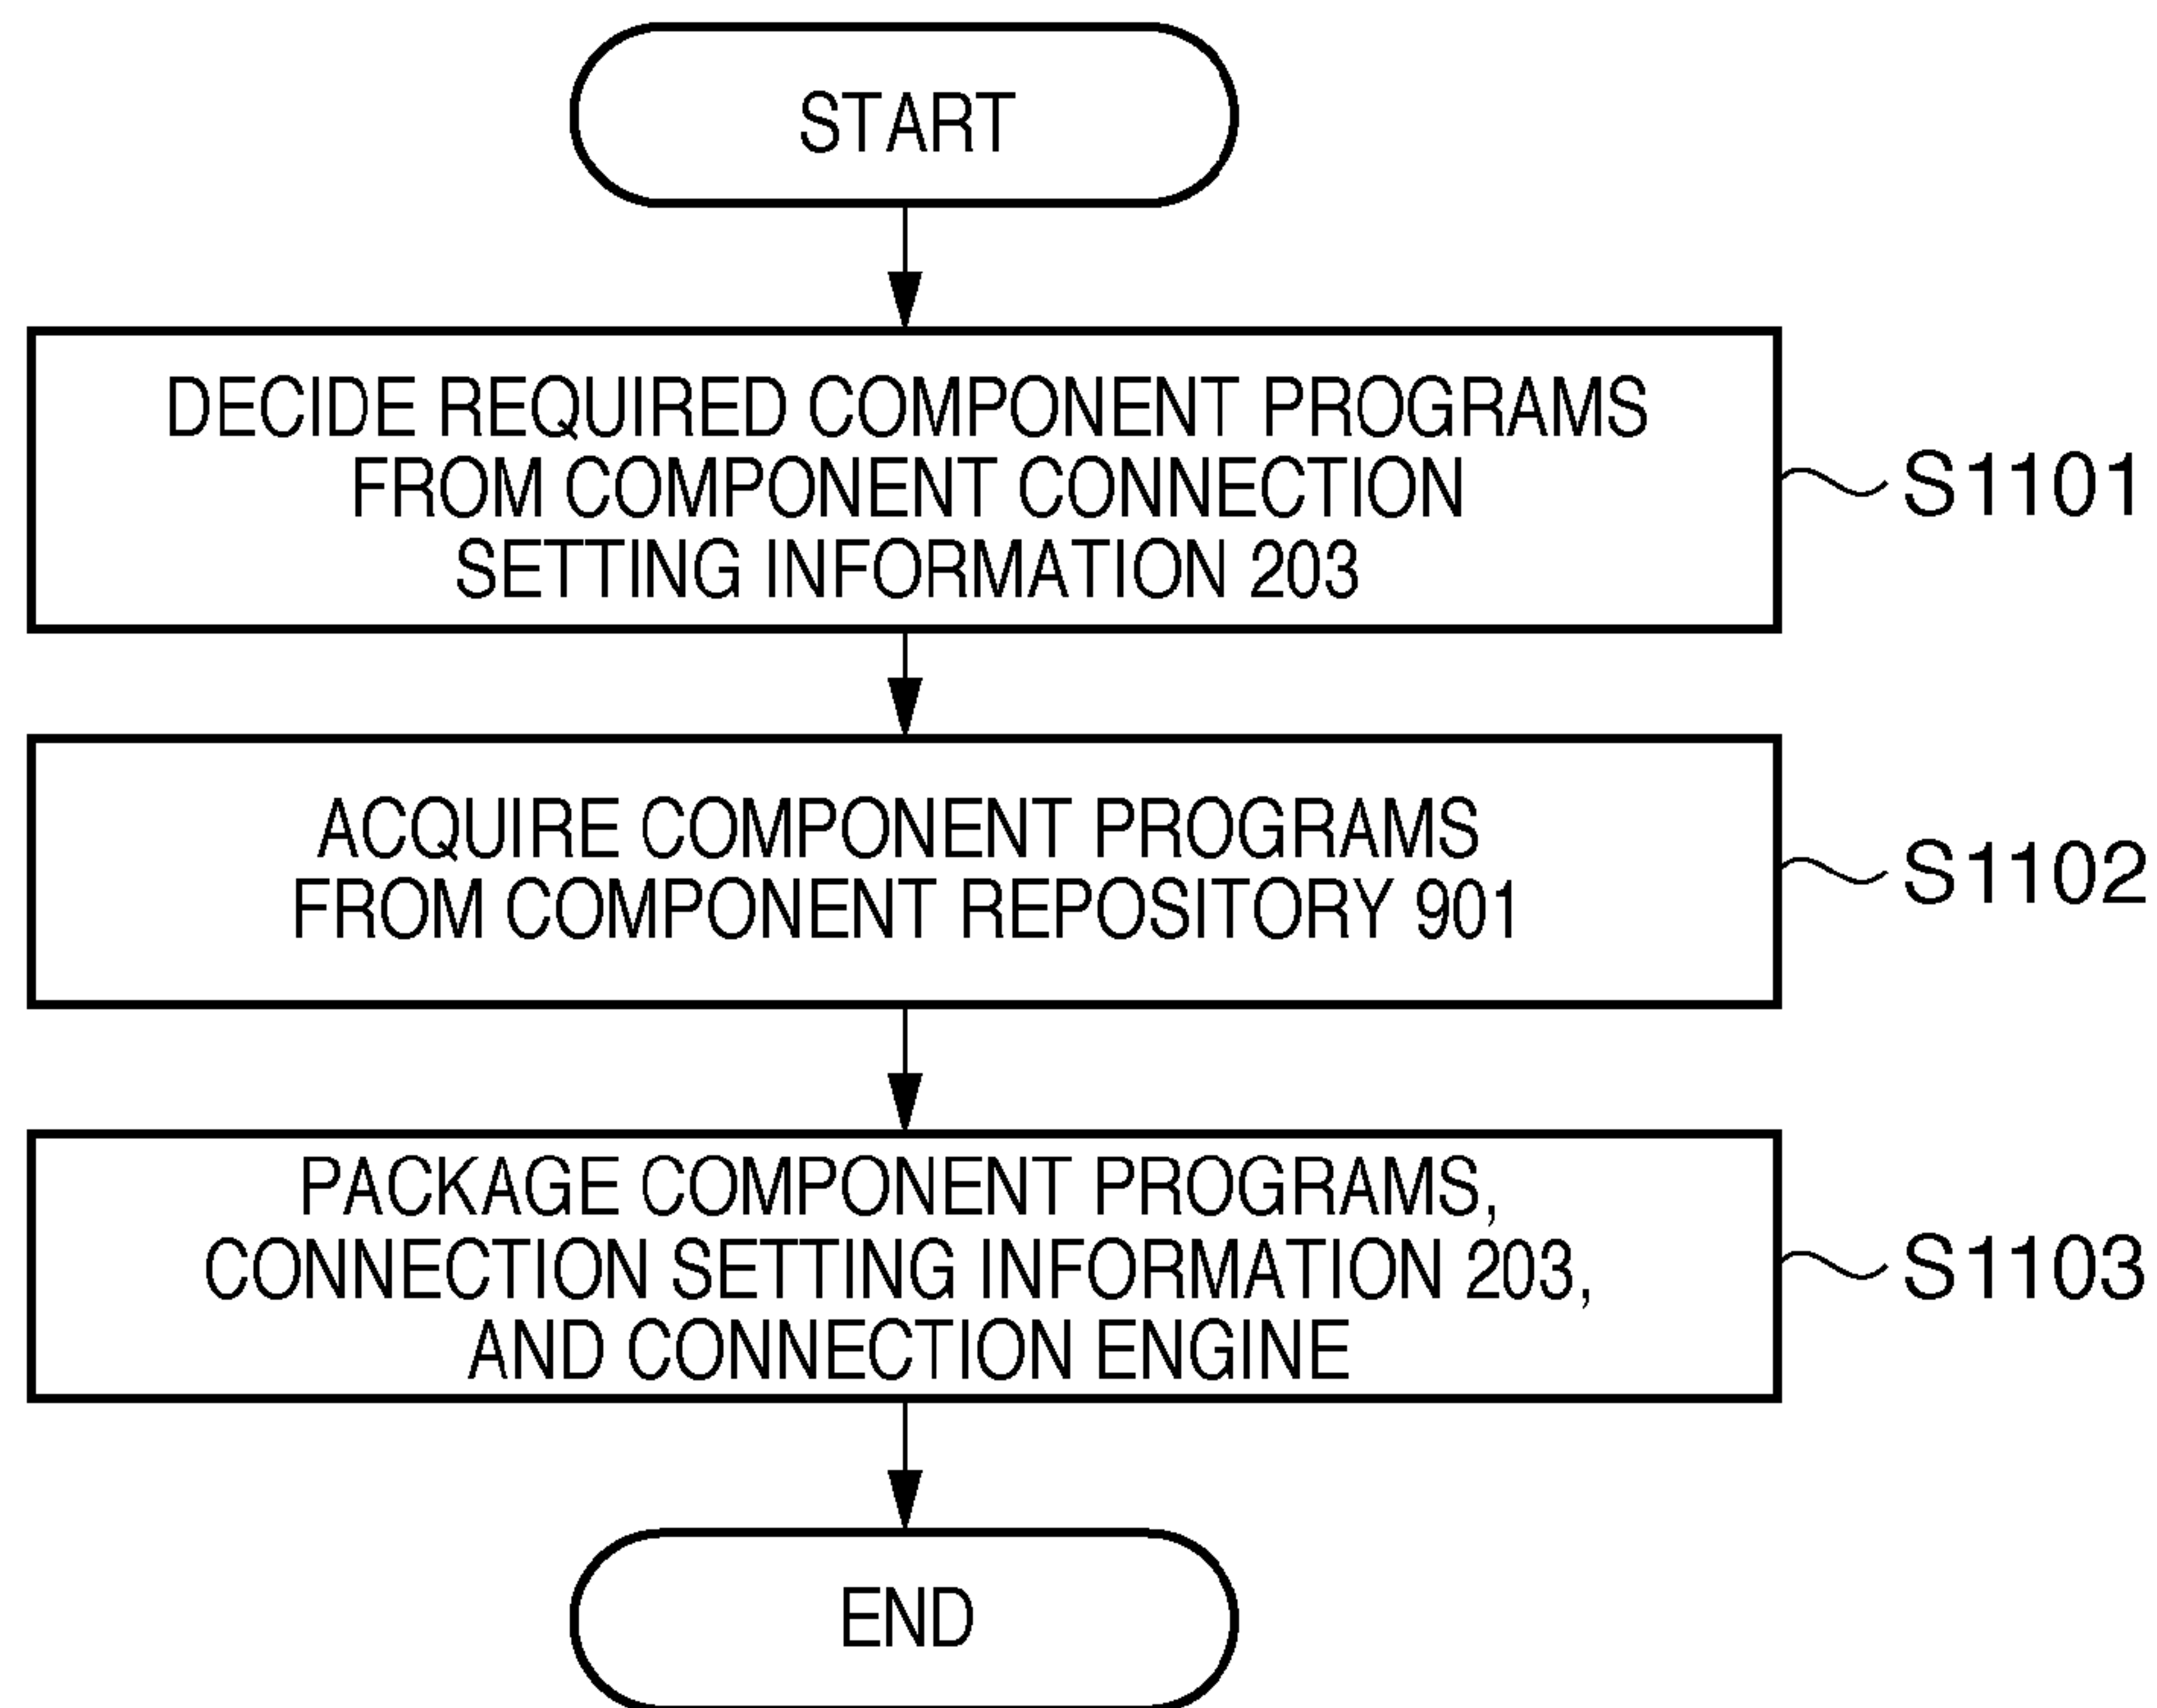 START
DECIDE REQUIRED COMPONENT PROGRAMS
FROM COMPONENT CONNECTION
SETTING INFORMATION 203
S1101
ACQUIRE COMPONENT PROGRAMS
FROM COMPONENT REPOSITORY 901
S1102
PACKAGE COMPONENT PROGRAMS,
CONNECTION SETTING INFORMATION 203,
AND CONNECTION ENGINE
S1103
END